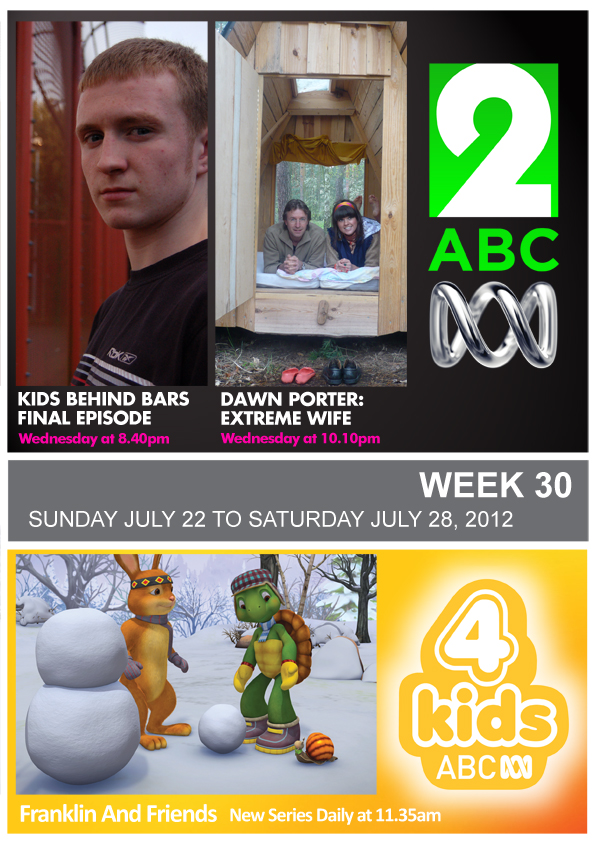 2
ABC
Reebok
KIDS BEHIND BARS
FINAL EPISODE
Wednesday at 8.40pm
DAWN PORTER:
EXTREME WIFE
Wednesday at 10.10pm
WEEK 30
SUNDAY JULY 22 TO SATURDAY JULY 28, 2012
4
kids
ABC
Franklin And Friends New Series Daily at 11.35am